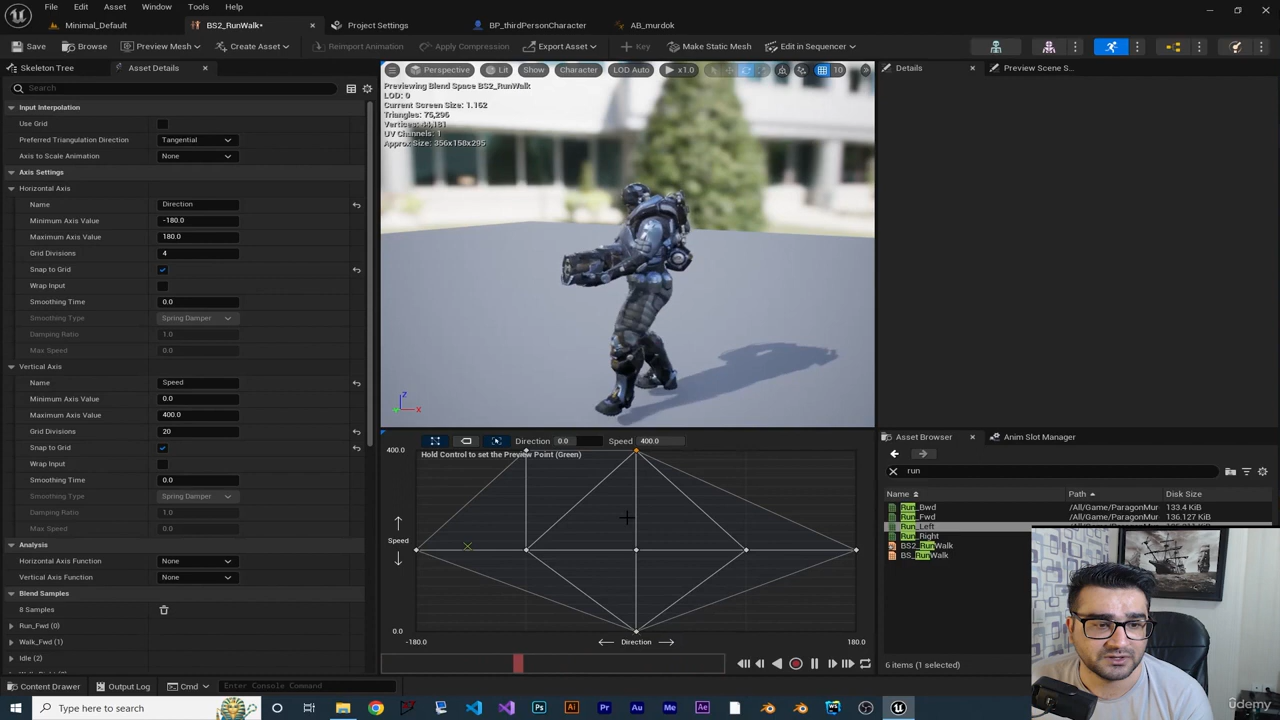 File Edit Asset Window Tools Help
Minimal_Default
BS2_RunWalk•
Project Settings
BP_thirdPersonCharacter
AB_murdok
Save
Browse
Preview Mesh
Create Asset
Reimport Animation
Apply Compression
Export Asset
Key
Make Static Mesh
Edit in Sequencer
Skeleton Tree
Asset Details
Search
Input Interpolation
Use Grid
Preferred Triangulation Direction Tangential
Axis to Scale Animation None
Axis Settings
Horizontal Axis
Name Direction
Minimum Axis Value -180.0
Maximum Axis Value 180.0
Grid Divisions 4
Snap to Grid
Wrap Input
Smoothing Time 0.0
Smoothing Type Spring Damper
Damping Ratio 1.0
Max Speed 0.0
Vertical Axis
Name Speed
Minimum Axis Value 0.0
Maximum Axis Value 400.0
Grid Divisions 20
Snap to Grid
Wrap Input
Smoothing Time 0.0
Smoothing Type Spring Damper
Damping Ratio 1.0
Max Speed 0.0
Analysis
Horizontal Axis Function None
Vertical Axis Function None
Blend Samples
8 Samples
Run_Fwd (0)
Walk_Fwd (1)
Idle (2)
Perspective Lit Show Character LOD Auto x1.0 10
Previewing Blend Space BS2_RunWalk
LOD: 0
Current Screen Size: 1.162
Triangles: 75,296
UV Channels: 1
Approx Size: 356x158x295
Z
X
Direction 0.0 Speed 400.0
400.0
Hold Control to set the Preview Point (Green)
Speed
0.0
-180.0 Direction 180.0
Details
Preview Scene S...
Asset Browser
Anim Slot Manager
run
Name Path Disk Size
Run_Bwd /All/Game/ParagonMur 133.4 KiB
Run_Fwd /All/Game/ParagonMur 136.127 KiB
Run_Left
Run_Right
BS2_RunWalk
BS_RunWalk
6 items (1 selected)
Content Drawer
Output Log
Cmd
Enter Console Command
Type here to search
Ps Ai Pr Au Me Ae
ûdemy